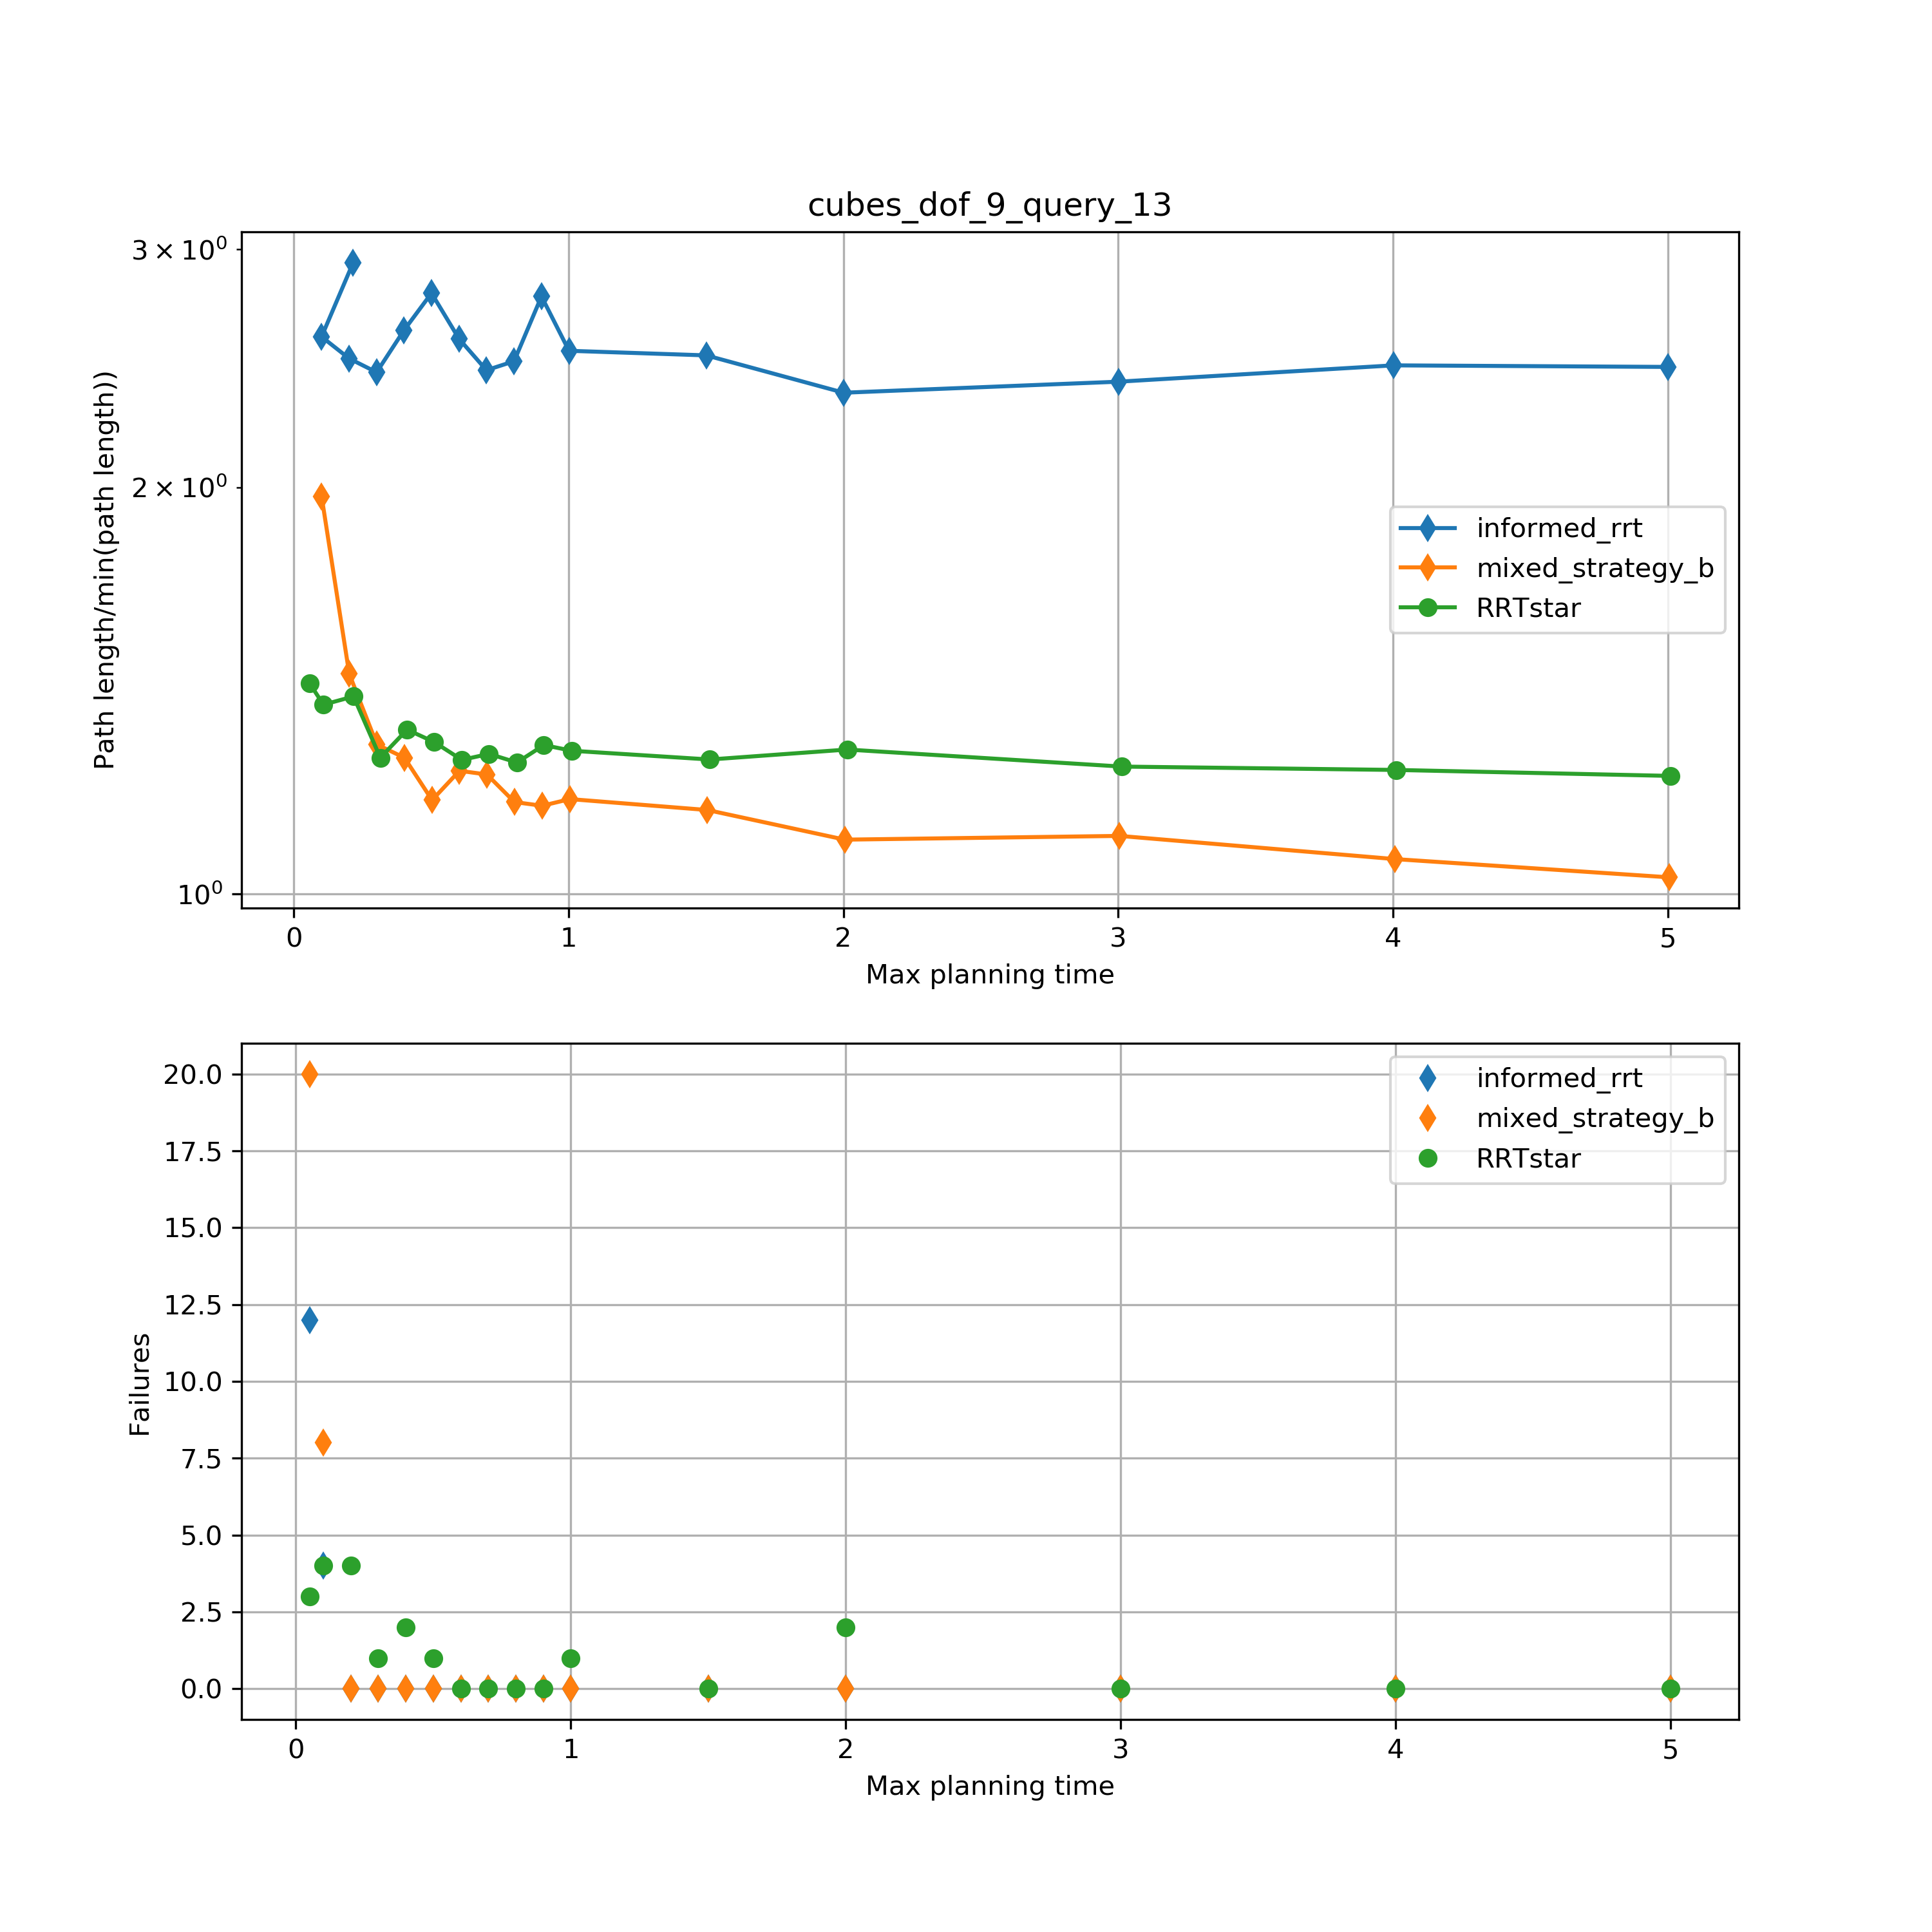 cubes_dof_9_query_13
3 × 10⁰
2 × 10⁰
10⁰
Path length/min(path length))
informed_rrt
mixed_strategy_b
RRTstar
0 1 2 3 4 5
Max planning time
20.0
17.5
15.0
12.5
10.0
7.5
5.0
2.5
0.0
Failures
informed_rrt
mixed_strategy_b
RRTstar
0 1 2 3 4 5
Max planning time